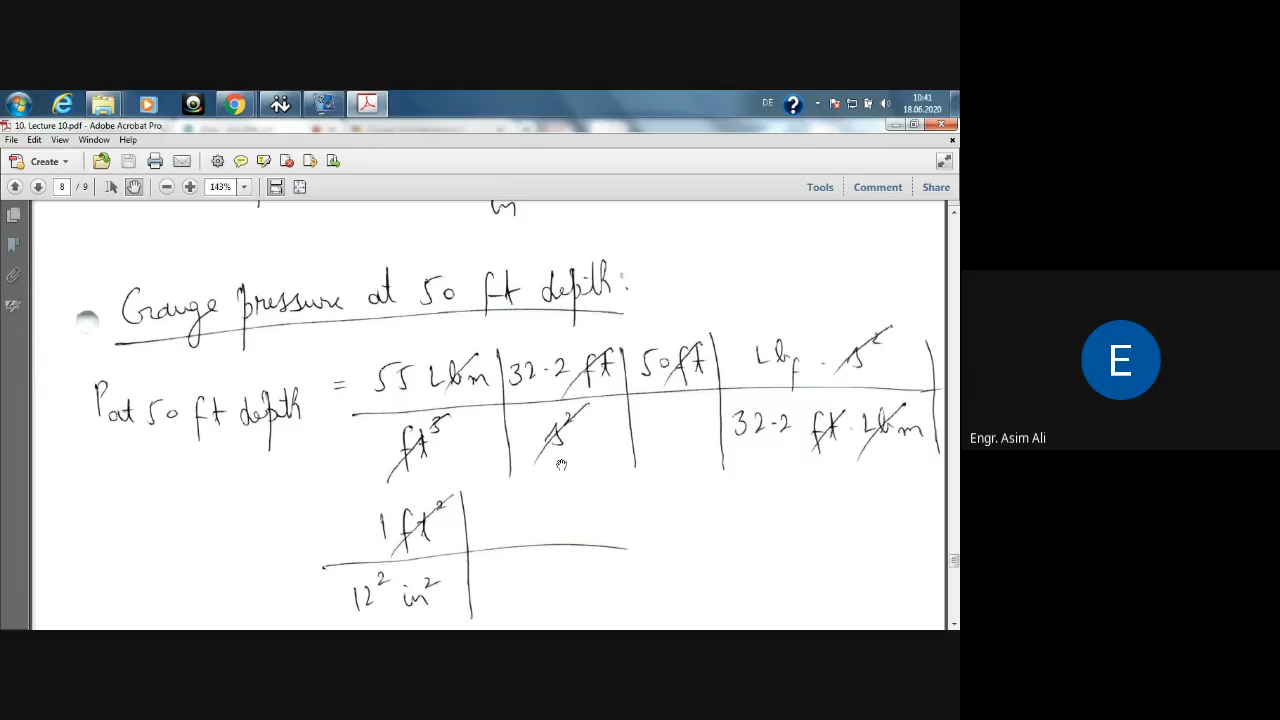 DE
10:41
18.06.2020
10. Lecture 10.pdf - Adobe Acrobat Pro
File Edit View Window Help
Create
8 / 9 143% Tools Comment Share
in
Gauge pressure at 50 ft depth:
P at 50 ft depth = 55 Lbm | 32.2 ft | 50 ft | Lbf . s²
ft³ | s² | | 32.2 ft . Lbm
1 ft²
12² in²
E
Engr. Asim Ali